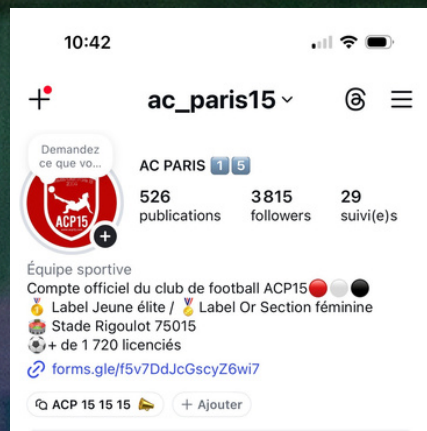 10:42
ac_paris15
Demandez
ce que vo...
ACP15
AC PARIS 1️⃣5️⃣
526
publications
3 815
followers
29
suivi(e)s
Équipe sportive
Compte officiel du club de football ACP15🔴⚪⚫
🏅 Label Jeune élite / 🏅 Label Or Section féminine
🏟️ Stade Rigoulot 75015
⚽+ de 1 720 licenciés
forms.gle/f5v7DdJcGscyZ6wi7
ACP 15 15 15 📣
+ Ajouter